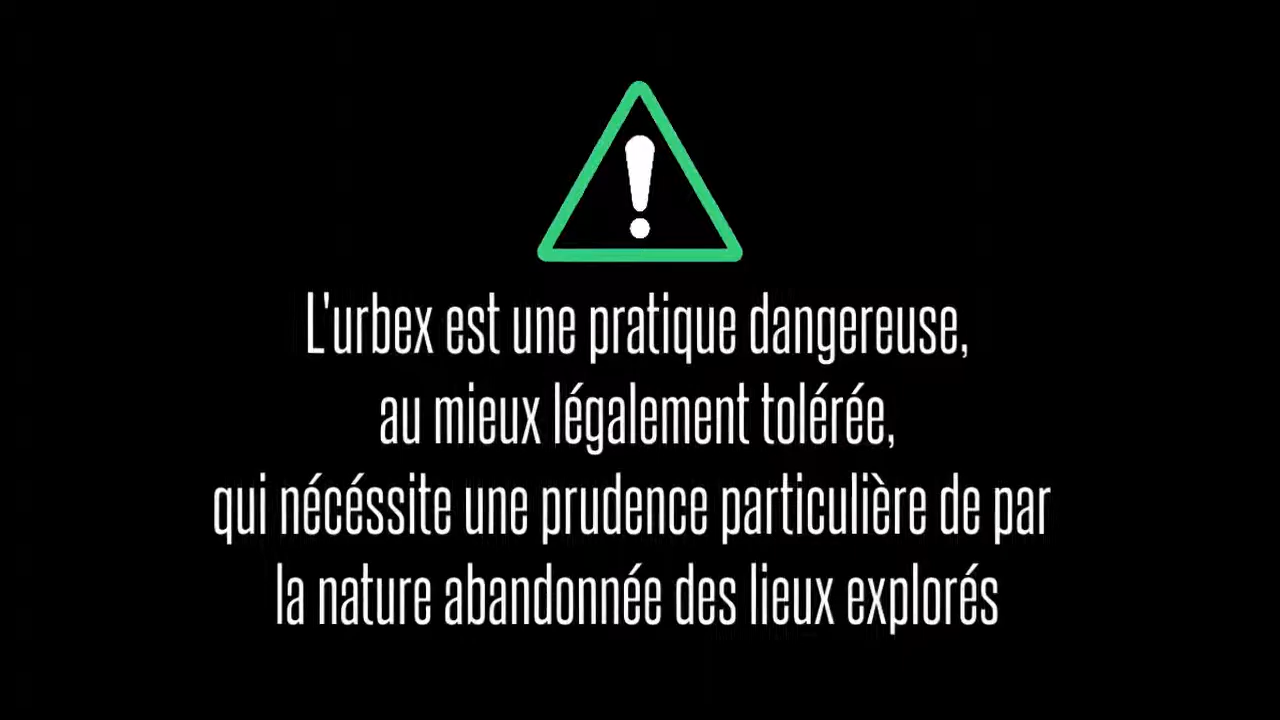 L'urbex est une pratique dangereuse,
au mieux légalement tolérée,
qui nécéssite une prudence particulière de par
la nature abandonnée des lieux explorés